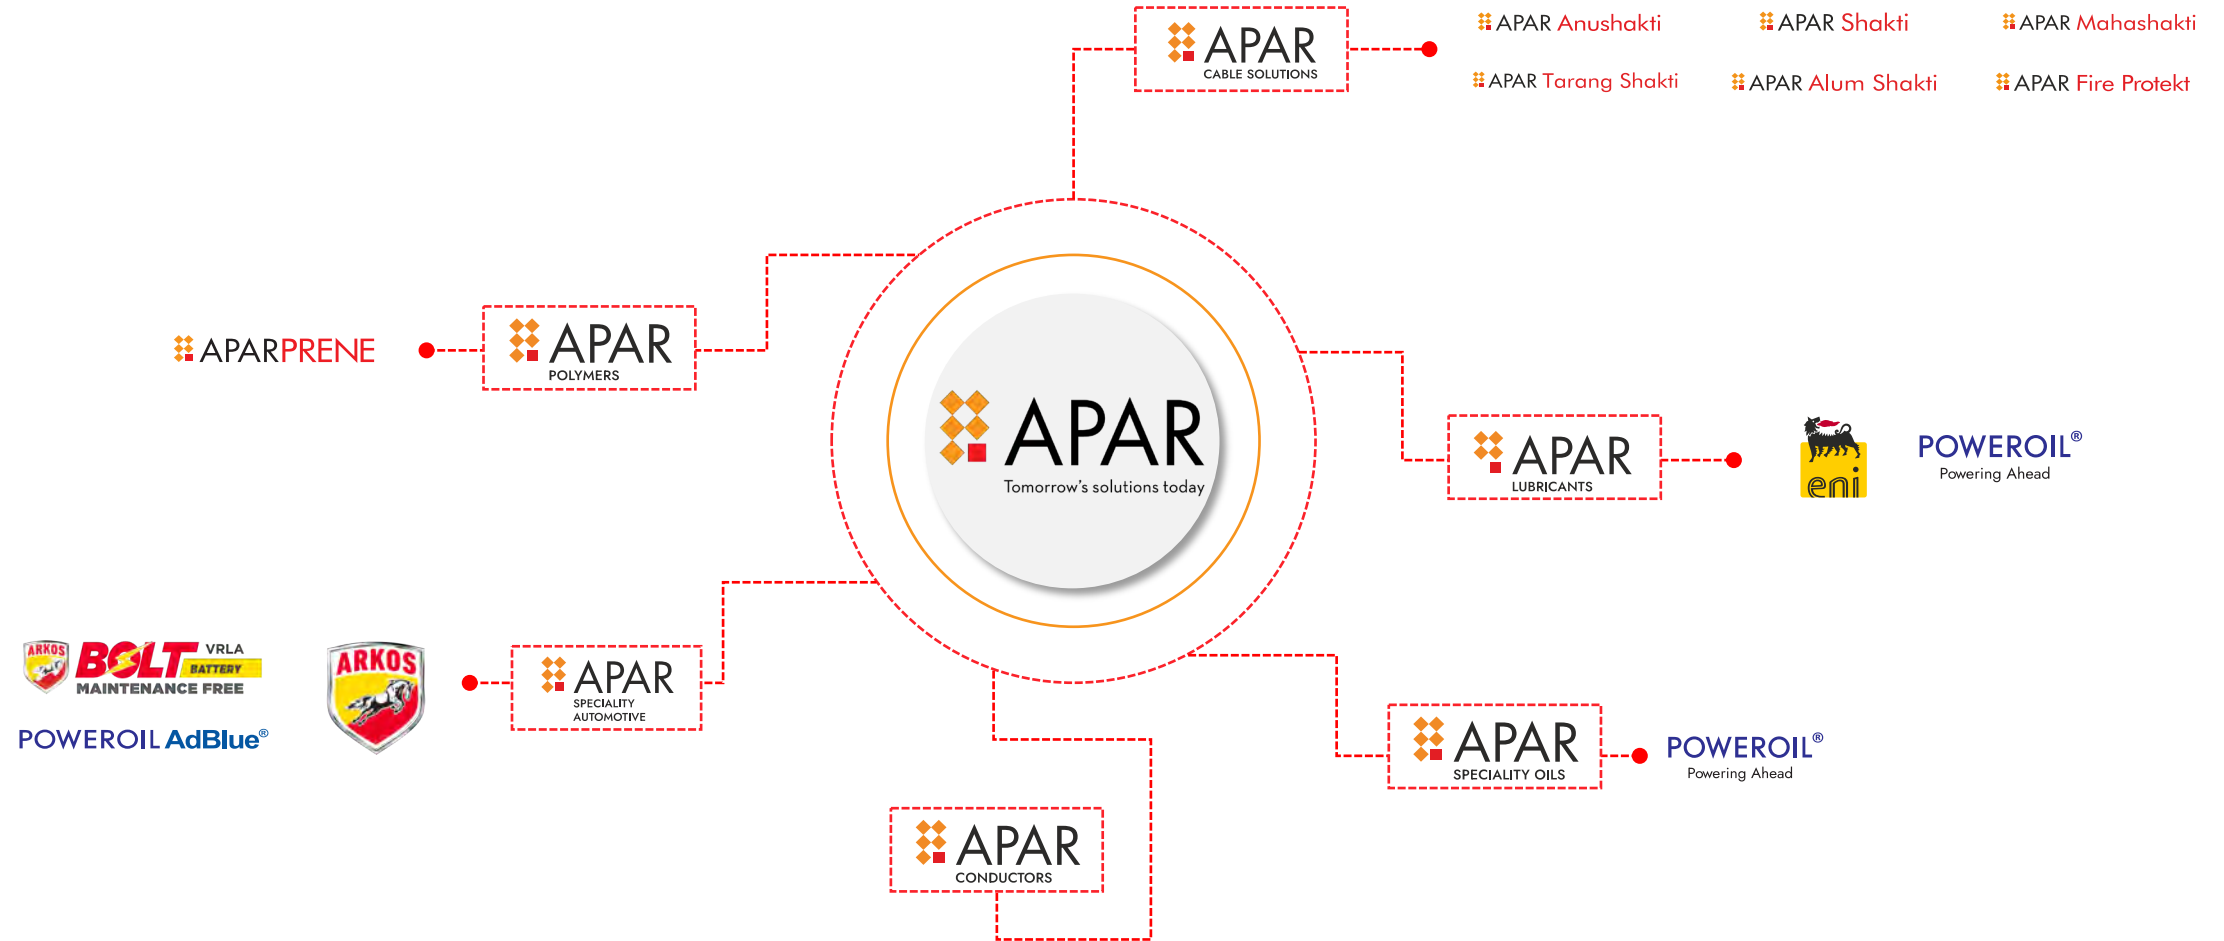 APAR
CABLE SOLUTIONS
APAR Anushakti
APAR Shakti
APAR Mahashakti
APAR Tarang Shakti
APAR Alum Shakti
APAR Fire Protekt
APARPRENE
APAR
POLYMERS
APAR
Tomorrow's solutions today
APAR
LUBRICANTS
eni
POWEROIL®
Powering Ahead
ARKOS
BOLT
VRLA
BATTERY
MAINTENANCE FREE
POWEROIL AdBlue®
ARKOS
APAR
SPECIALITY
AUTOMOTIVE
APAR
SPECIALITY OILS
POWEROIL®
Powering Ahead
APAR
CONDUCTORS